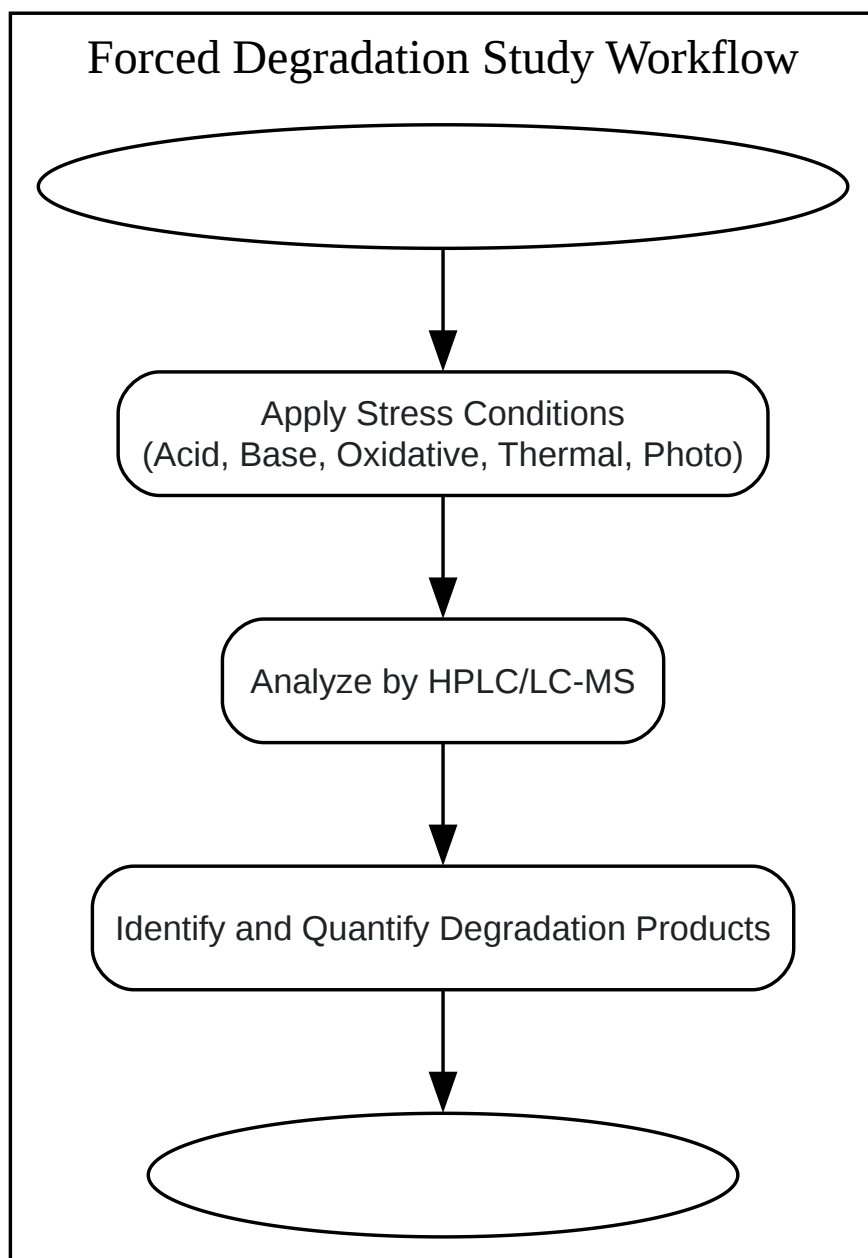 Forced Degradation Study Workflow
Apply Stress Conditions
(Acid, Base, Oxidative, Thermal, Photo)
Analyze by HPLC/LC-MS
Identify and Quantify Degradation Products